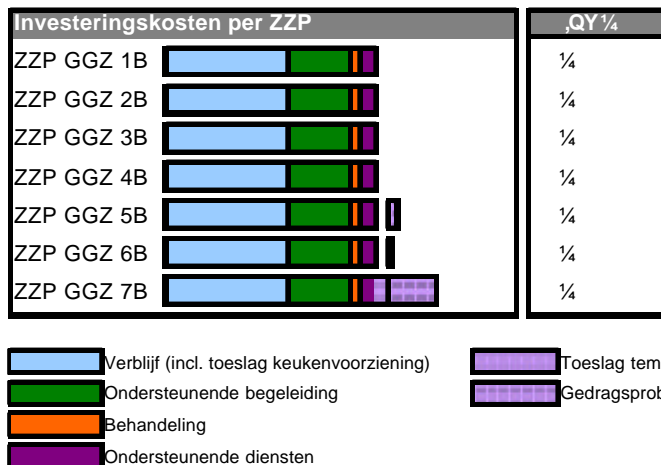 Investeringskosten per ZZP ,QY ¼
ZZP GGZ 1B ¼
ZZP GGZ 2B ¼
ZZP GGZ 3B ¼
ZZP GGZ 4B ¼
ZZP GGZ 5B ¼
ZZP GGZ 6B ¼
ZZP GGZ 7B ¼
Verblijf (incl. toeslag keukenvoorziening) Toeslag tem
Ondersteunende begeleiding Gedragsprob
Behandeling
Ondersteunende diensten